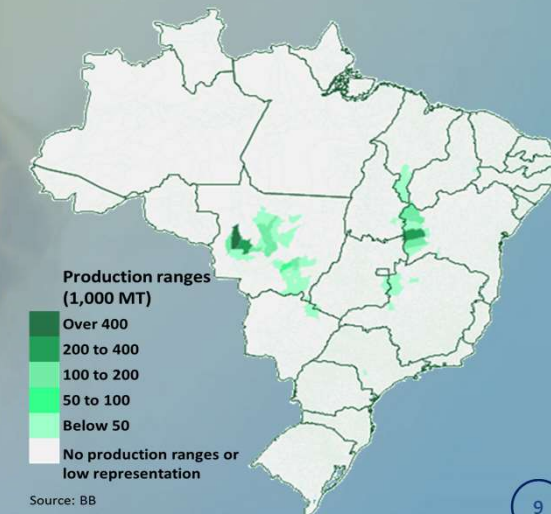 Production ranges
(1,000 MT)
Over 400
200 to 400
100 to 200
50 to 100
Below 50
No production ranges or
low representation
Source: BB
9